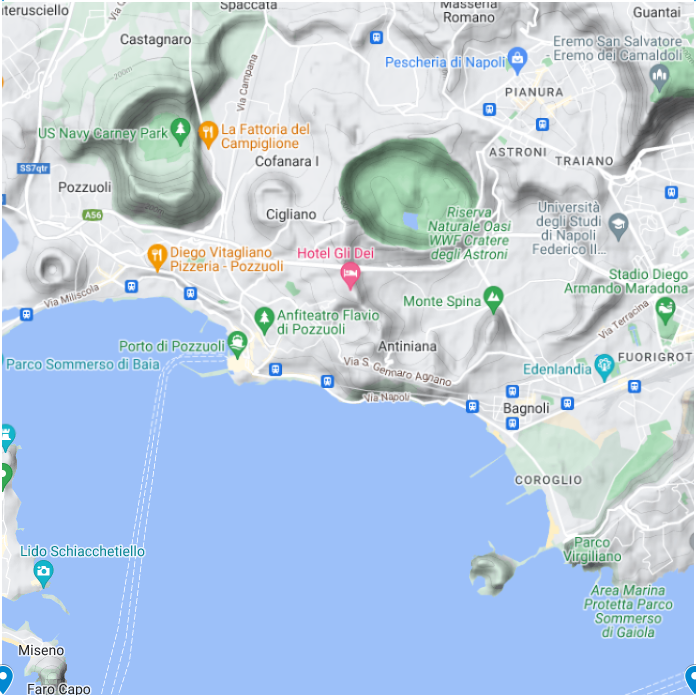 nterusciello
Spaccata
Masseria
Romano
Guantai
Castagnaro
Eremo San Salvatore
- Eremo dei Camaldoli
Pescheria di Napoli
200m
Via Campana
PIANURA
US Navy Carney Park
La Fattoria del
Campiglione
Cofanara I
ASTRONI
TRAIANO
SS7qtr
Pozzuoli
A56
Cigliano
Riserva
Naturale Oasi
WWF Cratere
degli Astroni
Università
degli Studi
di Napoli
Federico II...
Diego Vitagliano
Pizzeria - Pozzuoli
Hotel Gli Dei
Stadio Diego
Armando Maradona
Via Miliscola
Monte Spina
Anfiteatro Flavio
di Pozzuoli
Via Terracina
Porto di Pozzuoli
Antiniana
FUORIGROT
Parco Sommerso di Baia
Via S. Gennaro Agnano
Edenlandia
Via Napoli
Bagnoli
COROGLIO
Lido Schiacchetiello
Parco
Virgiliano
Area Marina
Protetta Parco
Sommerso
di Gaiola
Miseno
Faro Capo